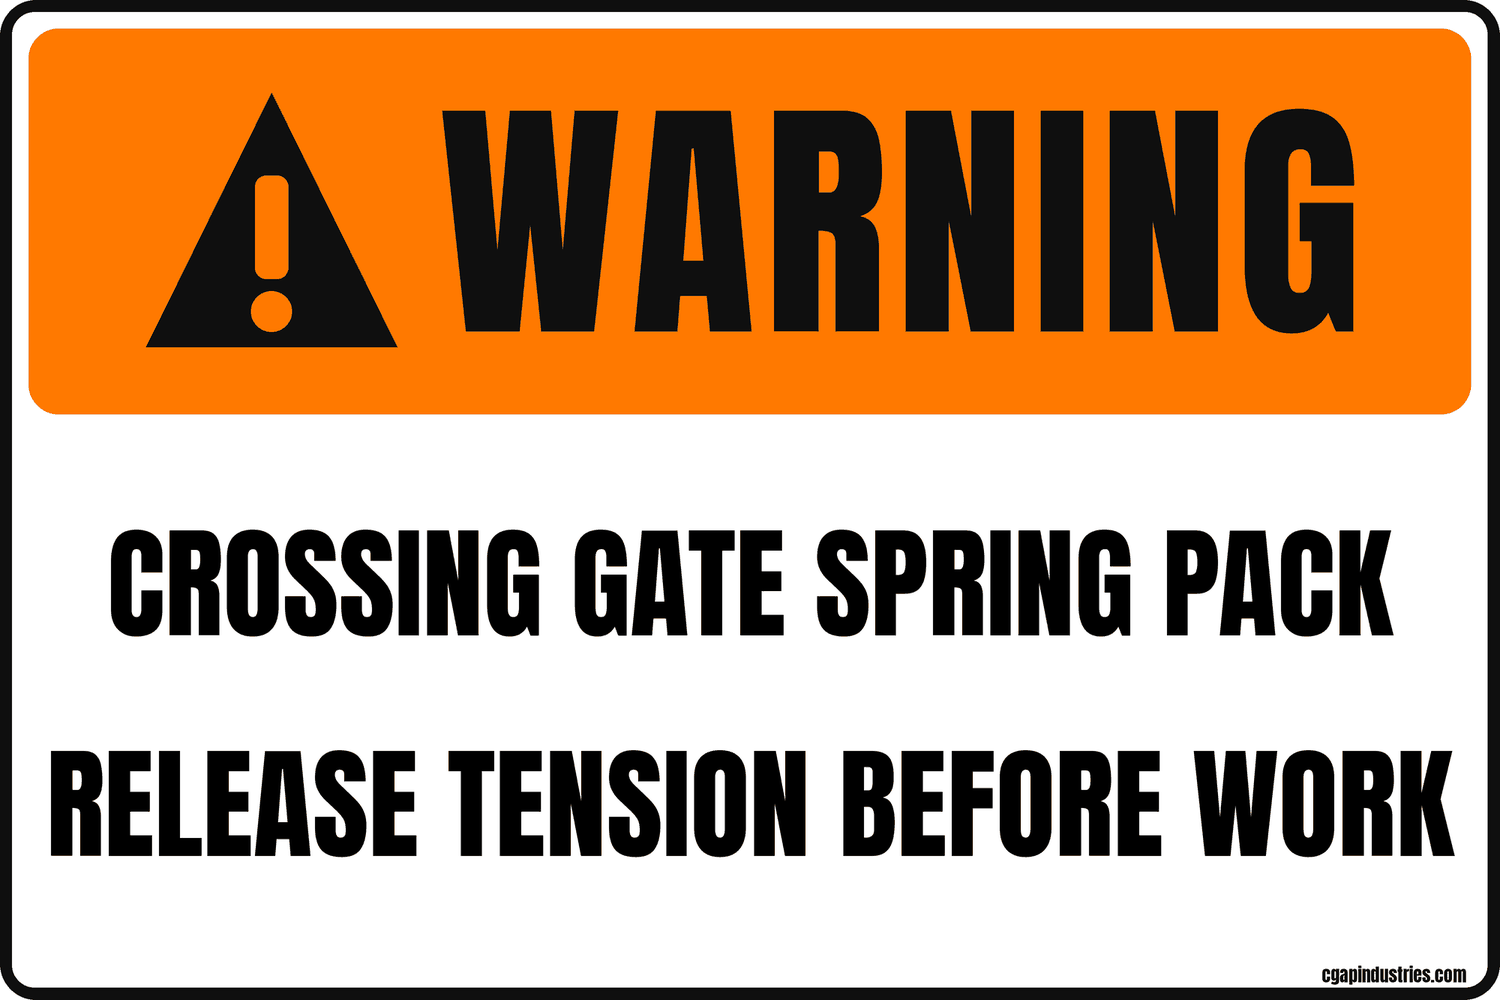 WARNING
CROSSING GATE SPRING PACK
RELEASE TENSION BEFORE WORK
cgapindustries.com